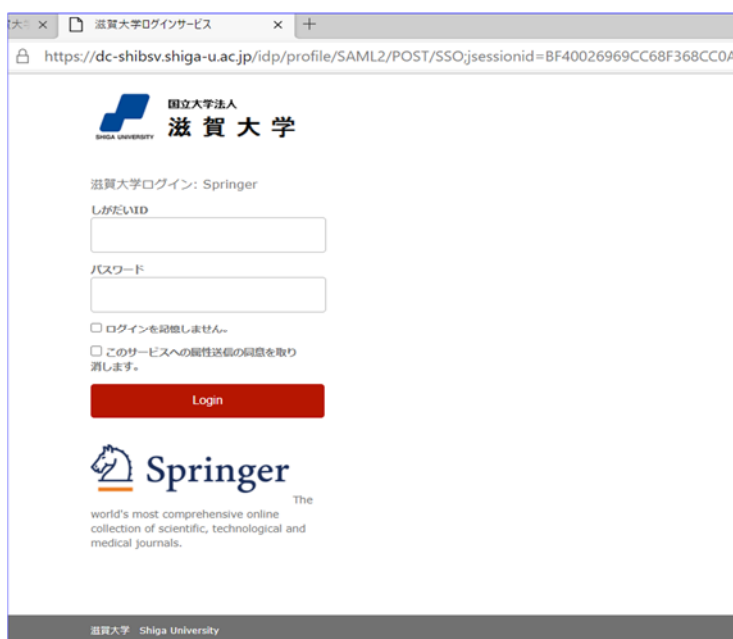 滋賀大学ログインサービス
https://dc-shibsv.shiga-u.ac.jp/idp/profile/SAML2/POST/SSO;jsessionid=BF40026969CC68F368CC0A
国立大学法人
滋賀大学
SHIGA UNIVERSITY
滋賀大学ログイン: Springer
しがだいID
パスワード
ログインを記憶しません。
このサービスへの属性送信の同意を取り
消します。
Login
Springer
The
world's most comprehensive online
collection of scientific, technological and
medical journals.
滋賀大学 Shiga University